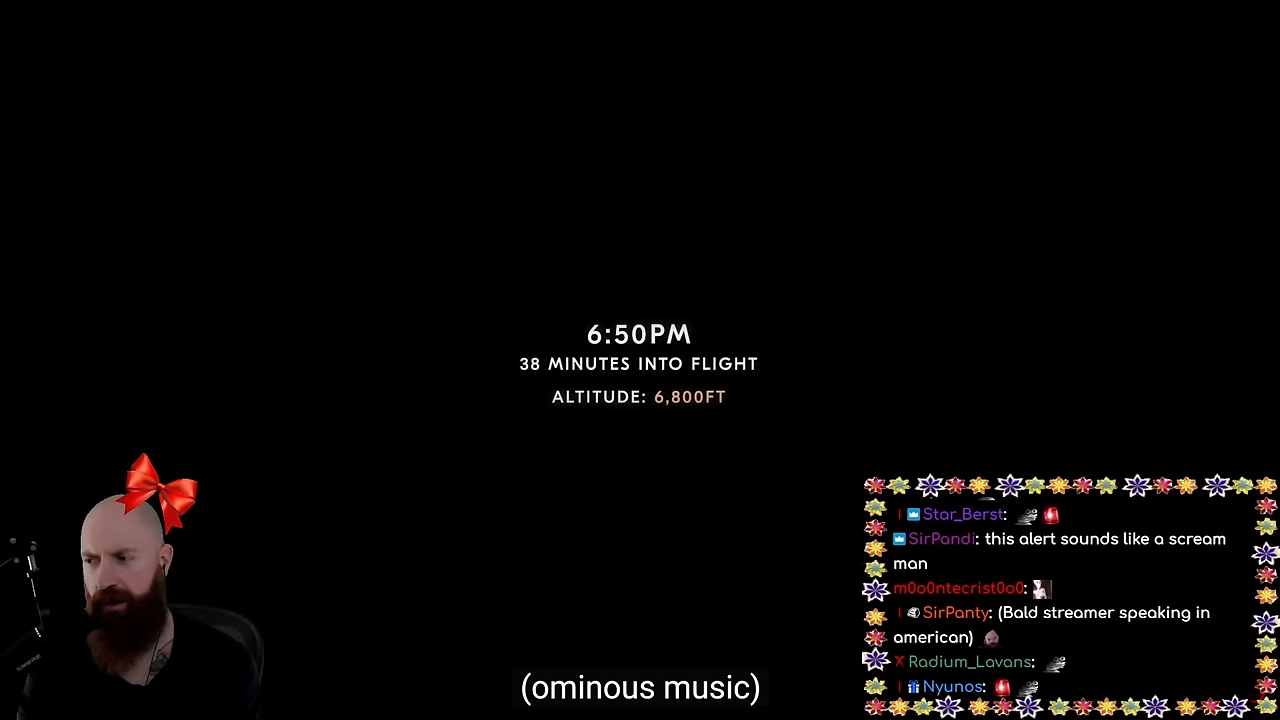 6:50PM
38 MINUTES INTO FLIGHT
ALTITUDE: 6,800FT
Star_Berst:
SirPandi: this alert sounds like a scream
man
m0o0ntecrist0o0:
SirPanty: (Bald streamer speaking in
american)
Radium_Lavans:
Nyunos:
SHURE
(ominous music)